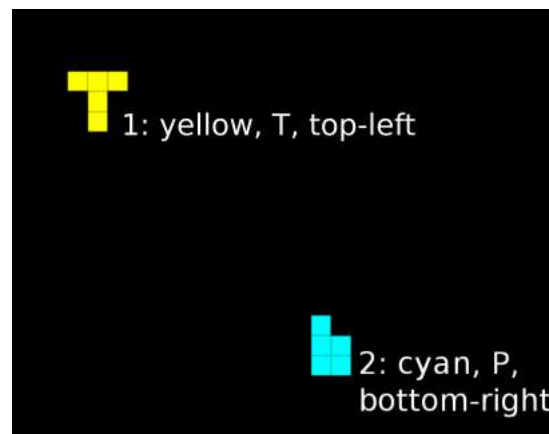 1: yellow, T, top-left
2: cyan, P,
bottom-right